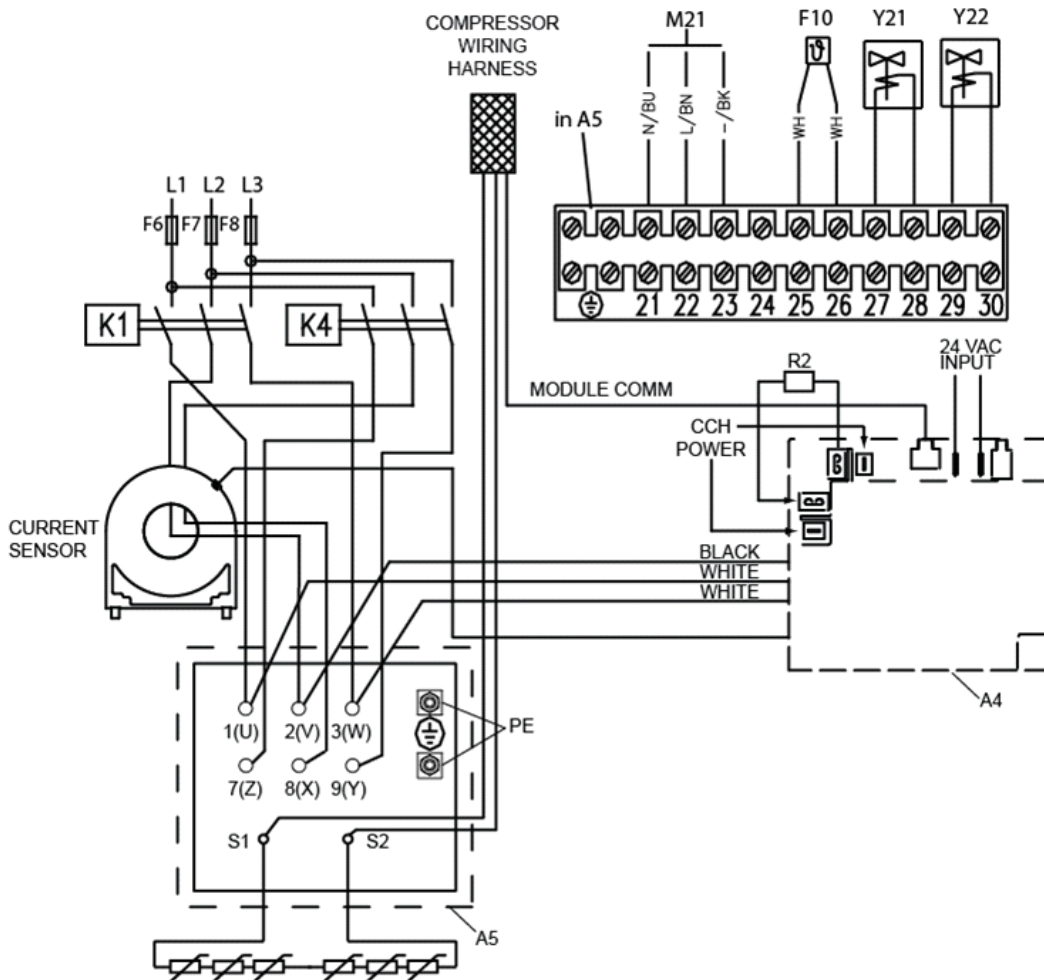 COMPRESSOR
WIRING
HARNESS
M21
F10
Y21
Y22
in A5
N/BU
L/BN
-/BK
ϑ
WH
WH
21 22 23 24 25 26 27 28 29 30
L1 L2 L3
F6 F7 F8
K1
K4
24 VAC
INPUT
R2
MODULE COMM
CCH
POWER
CURRENT
SENSOR
BLACK
WHITE
WHITE
A4
1(U) 2(V) 3(W)
PE
7(Z) 8(X) 9(Y)
S1 S2
A5